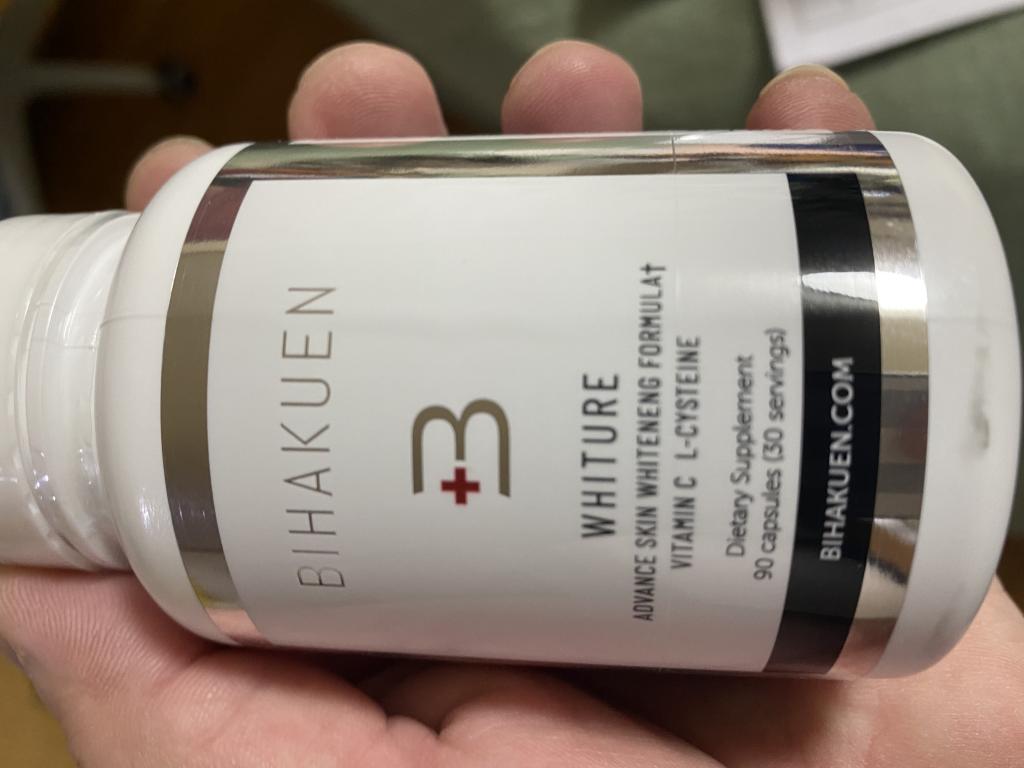 BIHAKUEN
B
WHITURE
ADVANCE SKIN WHITENENG FORMULA†
VITAMIN C L-CYSTEINE
Dietary Supplement
90 capsules (30 servings)
BIHAKUEN.COM